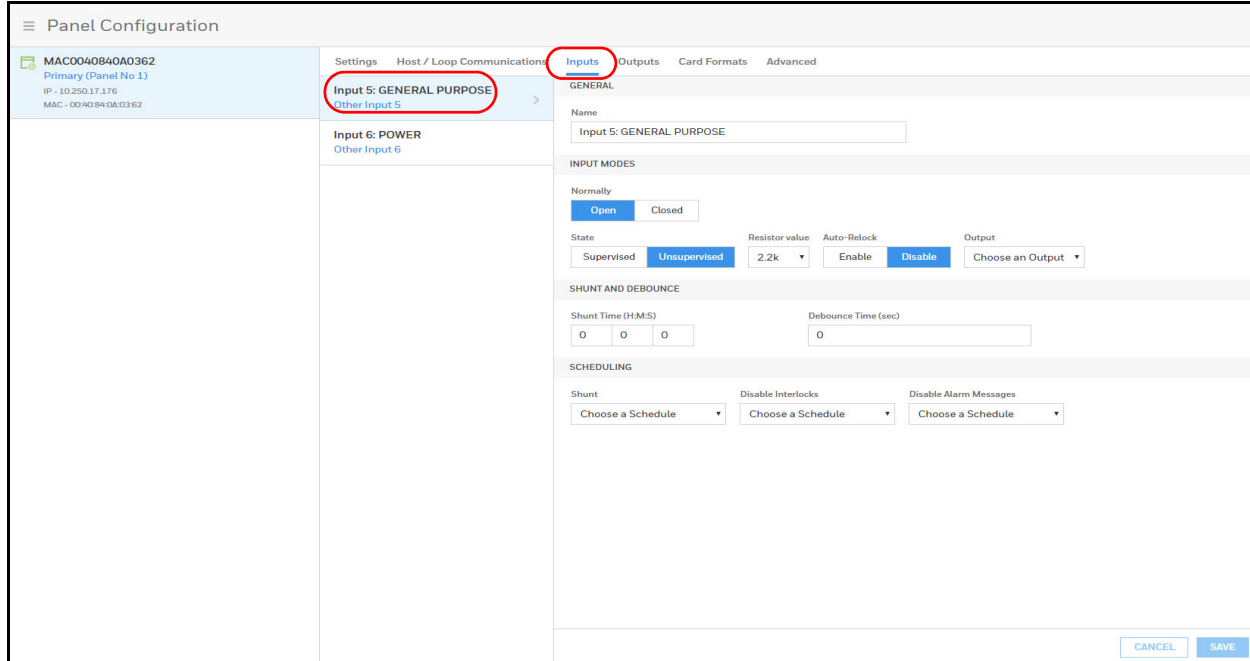 Panel Configuration
MAC0040840A0362
Primary (Panel No 1)
IP - 10.250.17.176
MAC - 00:40:84:0A:03:62
Settings Host / Loop Communications Inputs Outputs Card Formats Advanced
Input 5: GENERAL PURPOSE
Other Input 5
Input 6: POWER
Other Input 6
GENERAL
Name
Input 5: GENERAL PURPOSE
INPUT MODES
Normally
Open Closed
State Resistor value Auto-Relock Output
Supervised Unsupervised 2.2k Enable Disable Choose an Output
SHUNT AND DEBOUNCE
Shunt Time (H:M:S) Debounce Time (sec)
0 0 0 0
SCHEDULING
Shunt Disable Interlocks Disable Alarm Messages
Choose a Schedule Choose a Schedule Choose a Schedule
CANCEL SAVE